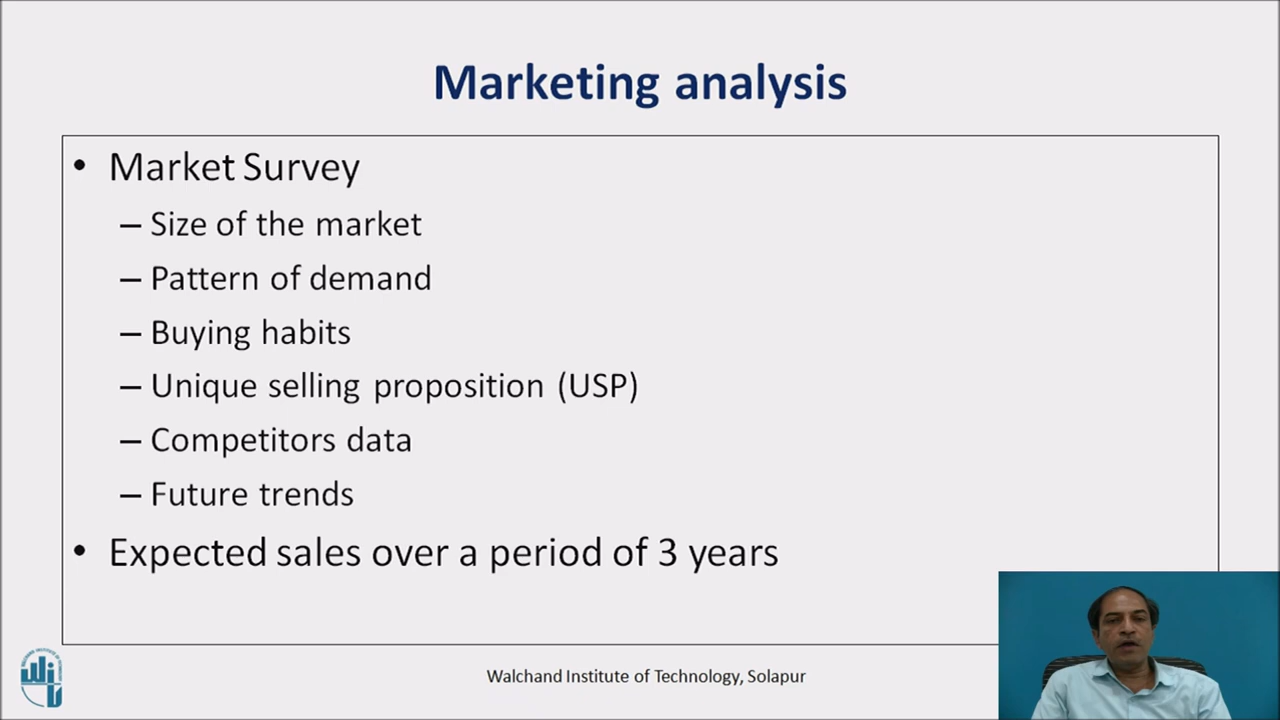 Marketing analysis
• Market Survey
– Size of the market
– Pattern of demand
– Buying habits
– Unique selling proposition (USP)
– Competitors data
– Future trends
• Expected sales over a period of 3 years
Walchand Institute of Technology, Solapur